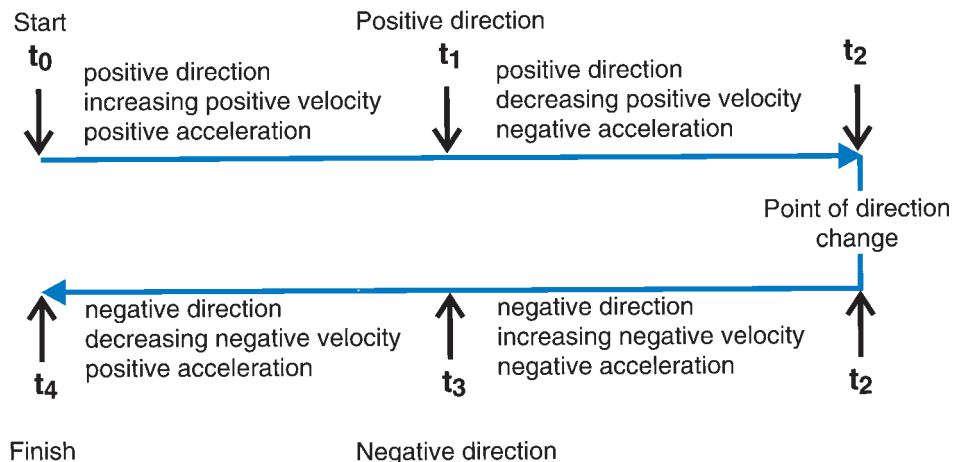 Start
Positive direction
t0
t1
t2
positive direction
increasing positive velocity
positive acceleration
positive direction
decreasing positive velocity
negative acceleration
Point of direction
change
negative direction
decreasing negative velocity
positive acceleration
negative direction
increasing negative velocity
negative acceleration
t4
t3
t2
Finish
Negative direction